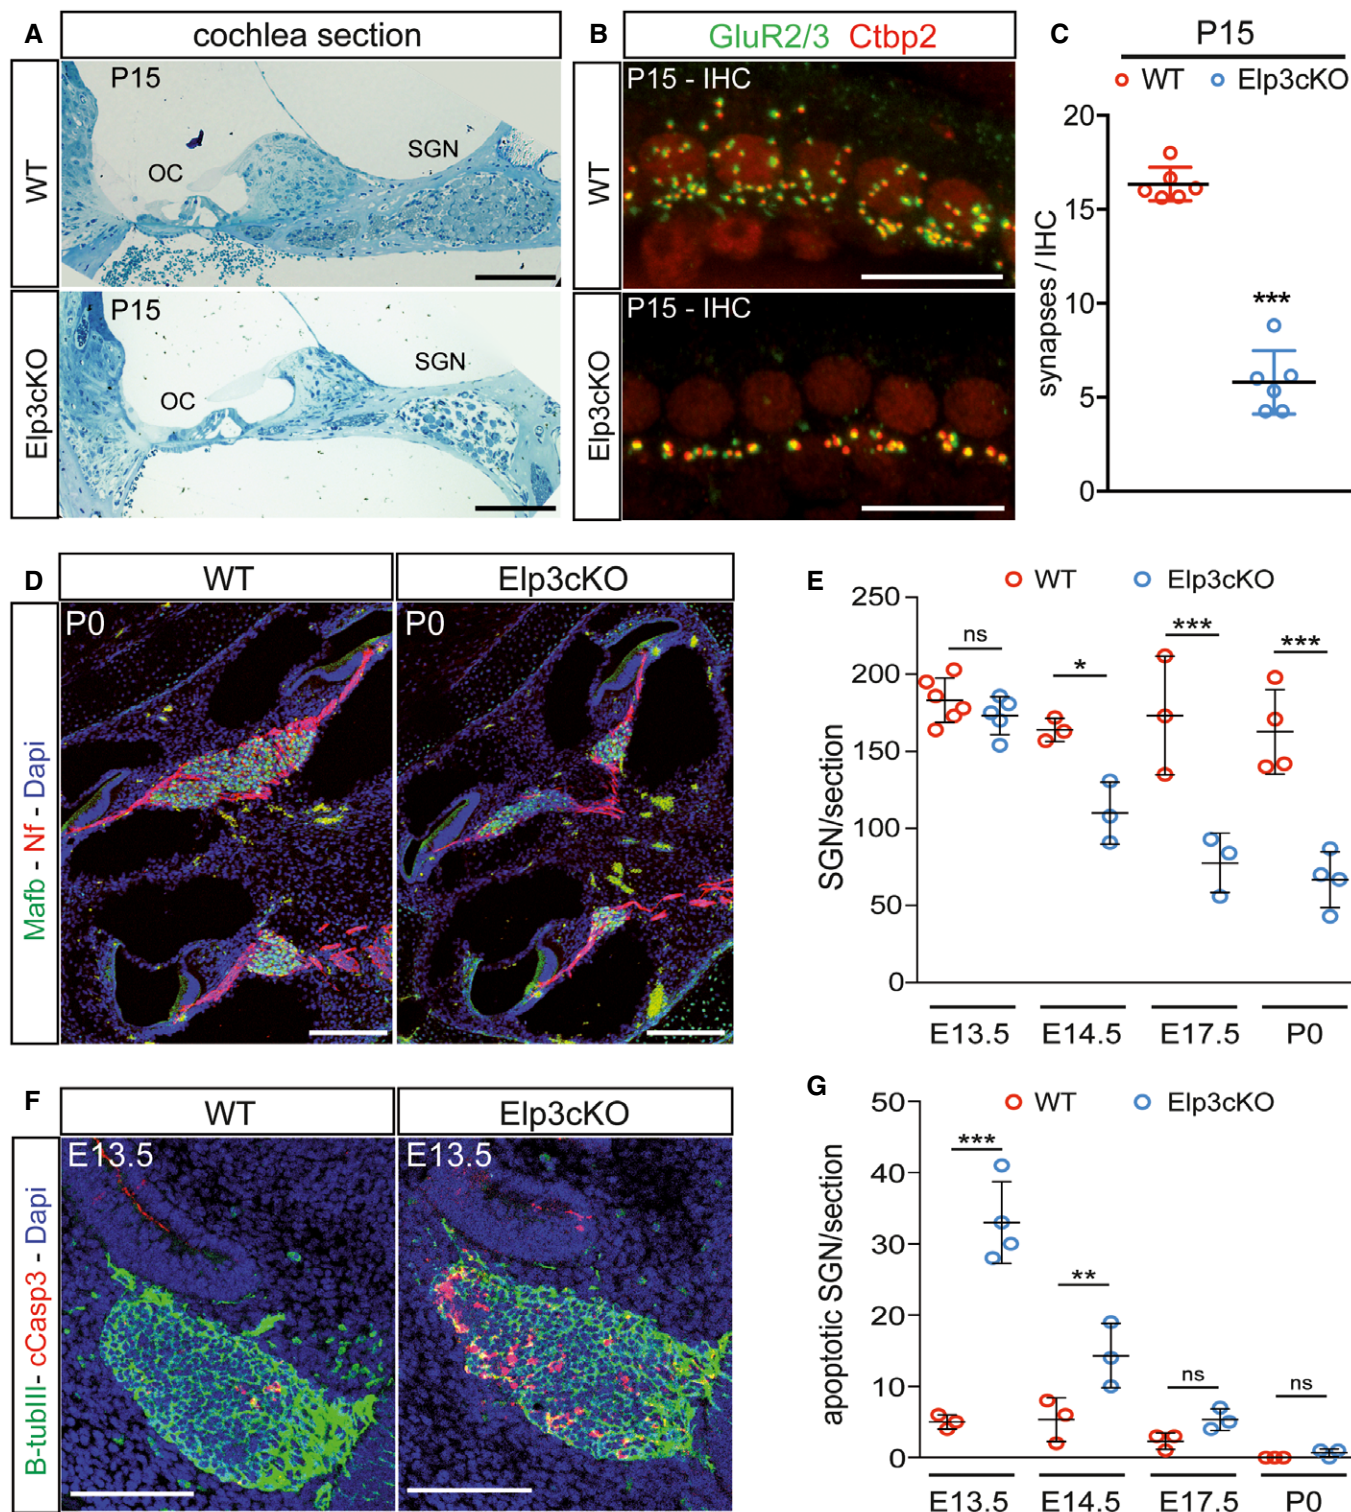 A
cochlea section
WT
P15
OC
SGN
Elp3cKO
P15
OC
SGN
B
GluR2/3 Ctbp2
WT
P15 - IHC
Elp3cKO
P15 - IHC
C
P15
WT Elp3cKO
synapses / IHC
20
15
10
5
0
***
D
WT Elp3cKO
Mafb - Nf - Dapi
P0 P0
E
WT Elp3cKO
SGN/section
250
200
150
100
50
0
ns * *** ***
E13.5 E14.5 E17.5 P0
F
WT Elp3cKO
B-tubIII- cCasp3 - Dapi
E13.5 E13.5
G
WT Elp3cKO
apoptotic SGN/section
50
40
30
20
10
0
*** ** ns ns
E13.5 E14.5 E17.5 P0